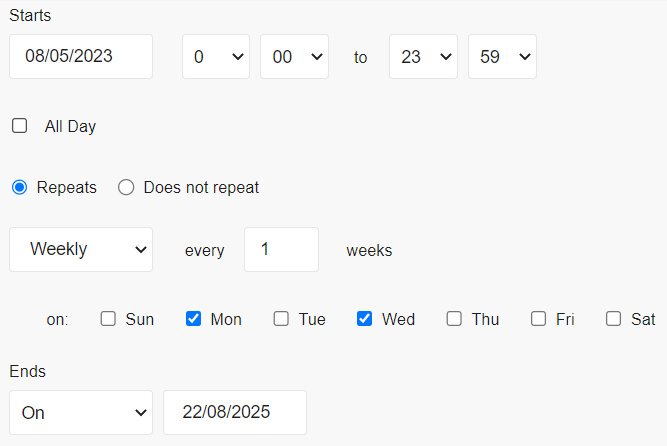 Starts
08/05/2023 0 00 to 23 59
All Day
Repeats Does not repeat
Weekly every 1 weeks
on: Sun Mon Tue Wed Thu Fri Sat
Ends
On 22/08/2025